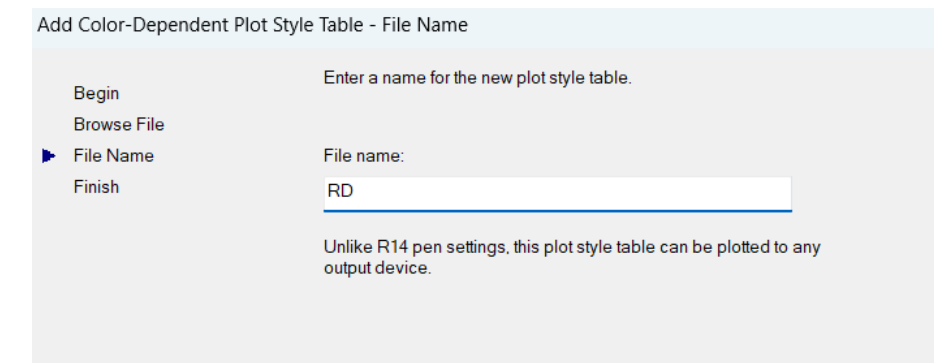 Add Color-Dependent Plot Style Table - File Name
Enter a name for the new plot style table.
Begin
Browse File
File Name
Finish
File name:
RD
Unlike R14 pen settings, this plot style table can be plotted to any
output device.